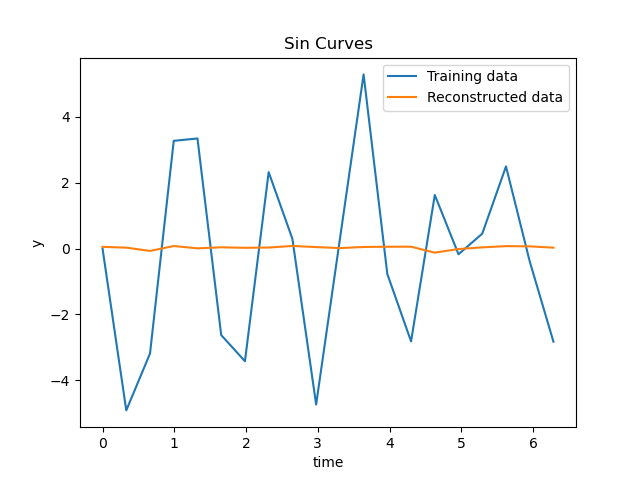 Sin Curves
Training data
Reconstructed data
y
4
2
0
−2
−4
0 1 2 3 4 5 6
time